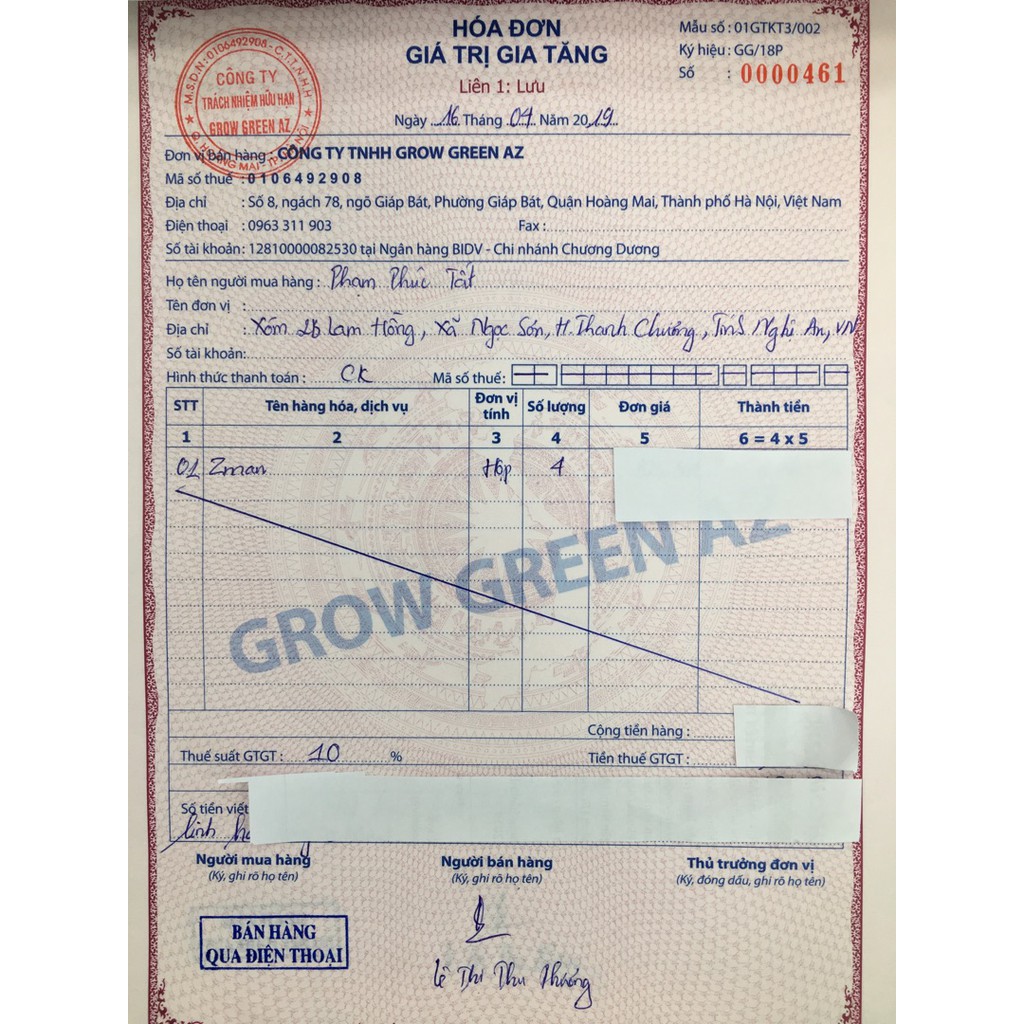 HÓA ĐƠN
GIÁ TRỊ GIA TĂNG
Liên 1: Lưu
Ngày 16 Tháng 04 Năm 2019
Mẫu số : 01GTKT3/002
Ký hiệu : GG/18P
Số : 0000461
M.S.D.N: 0106492908 - C.T.T.N.H.H
CÔNG TY
TRÁCH NHIỆM HỮU HẠN
GROW GREEN AZ
Q. HOÀNG MAI - TP. HÀ NỘI
Đơn vị bán hàng : CÔNG TY TNHH GROW GREEN AZ
Mã số thuế : 0106492908
Địa chỉ : Số 8, ngách 78, ngõ Giáp Bát, Phường Giáp Bát, Quận Hoàng Mai, Thành phố Hà Nội, Việt Nam
Điện thoại : 0963 311 903 Fax :
Số tài khoản: 12810000082530 tại Ngân hàng BIDV - Chi nhánh Chương Dương
Họ tên người mua hàng : Phạm Phúc Tất
Tên đơn vị :
Địa chỉ : Xóm Lam Hồng, Xã Ngọc Sơn, H. Thanh Chương, Tỉnh Nghệ An, VN
Số tài khoản:
Hình thức thanh toán : CK Mã số thuế:
STT Tên hàng hóa, dịch vụ Đơn vị tính Số lượng Đơn giá Thành tiền
1 2 3 4 5 6 = 4 x 5
01 Zman Hộp 4
GROW GREEN AZ
Cộng tiền hàng :
Thuế suất GTGT : 10 % Tiền thuế GTGT :
Số tiền viết
Người mua hàng Người bán hàng Thủ trưởng đơn vị
(Ký, ghi rõ họ tên) (Ký, ghi rõ họ tên) (Ký, đóng dấu, ghi rõ họ tên)
BÁN HÀNG
QUA ĐIỆN THOẠI
Lê Thị Thu Phương